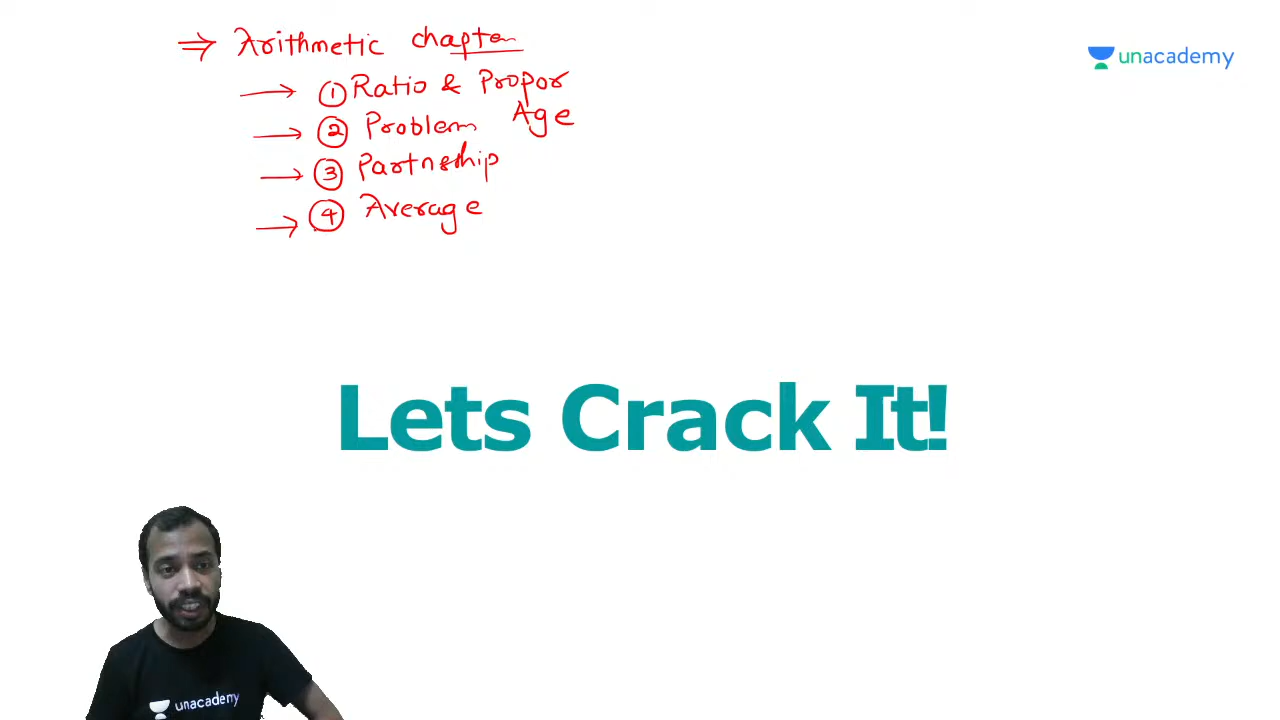 ⇒ Arithmetic chapter
→ ① Ratio & Propor
→ ② Problem Age
→ ③ Partnership
→ ④ Average
unacademy
Lets Crack It!
unacademy